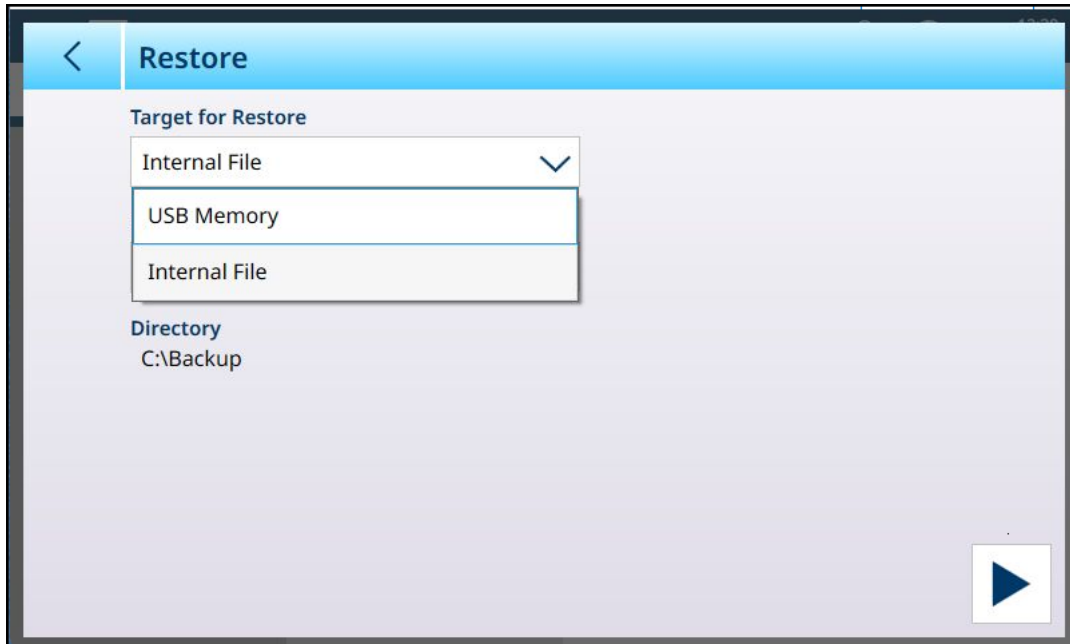 Restore
Target for Restore
Internal File
USB Memory
Internal File
Directory
C:\Backup